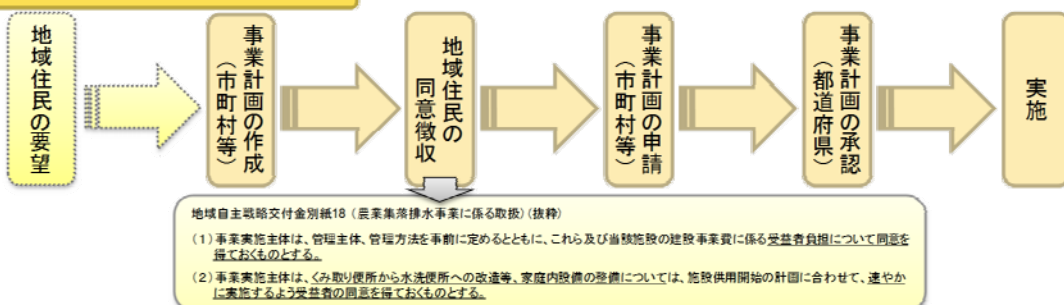 地域住民の要望
事業計画の作成
（市町村等）
地域住民の
同意徴収
事業計画の申請
（市町村等）
事業計画の承認
（都道府県）
実施
地域自主戦略交付金別紙18（農業集落排水事業に係る取扱）（抜粋）
（１）事業実施主体は、管理主体、管理方法を事前に定めるとともに、これら及び当該施設の建設事業費に係る受益者負担について同意を
得ておくものとする。
（２）事業実施主体は、くみ取り便所から水洗便所への改造等、家庭内設備の整備については、施設供用開始の計画に合わせて、速やか
に実施するよう受益者の同意を得ておくものとする。